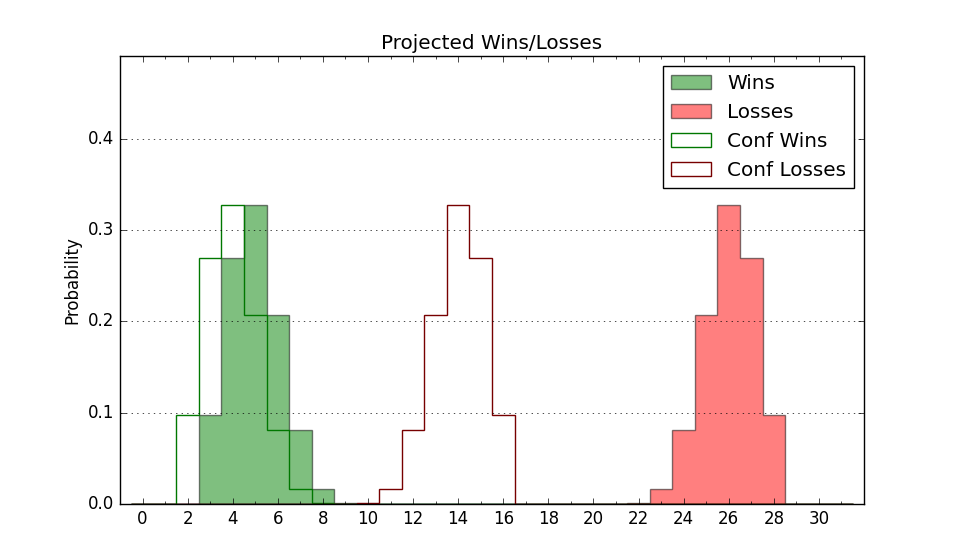 Projected Wins/Losses
Wins
Losses
Conf Wins
Conf Losses
Probability
0.4
0.3
0.2
0.1
0.0
0 2 4 6 8 10 12 14 16 18 20 22 24 26 28 30